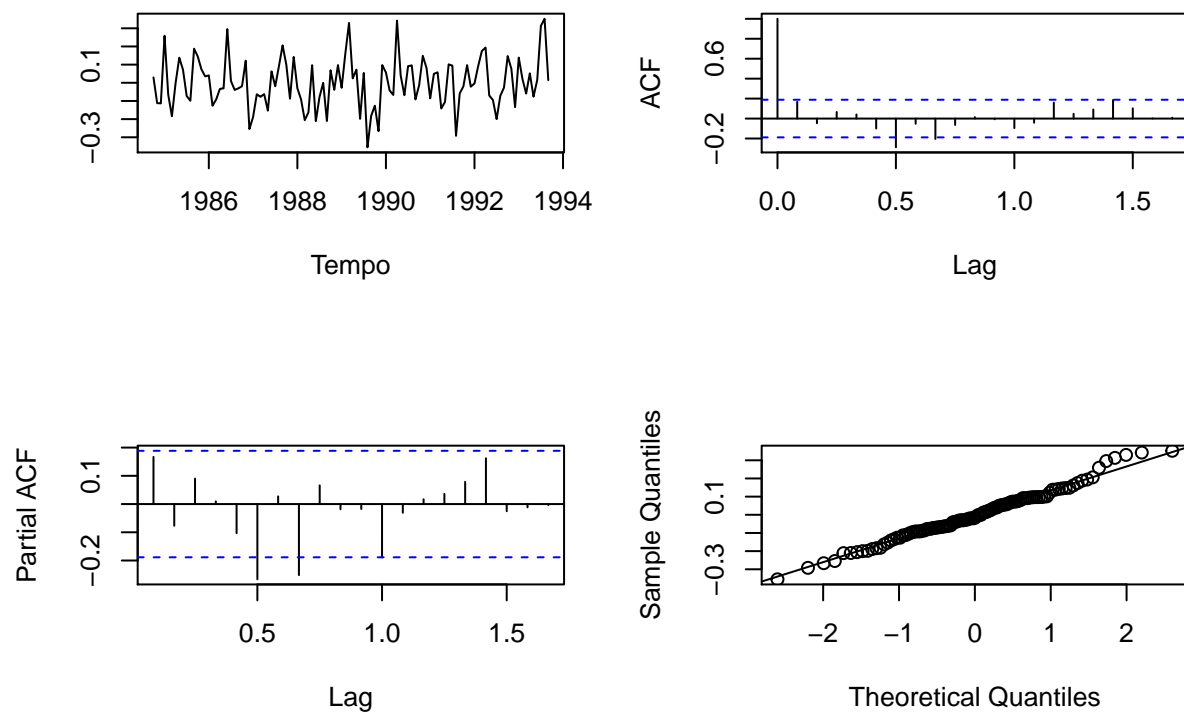 0.1
−0.3
1986 1988 1990 1992 1994
Tempo
ACF
0.6
−0.2
0.0 0.5 1.0 1.5
Lag
Partial ACF
0.1
−0.2
0.5 1.0 1.5
Lag
Sample Quantiles
0.1
−0.3
−2 −1 0 1 2
Theoretical Quantiles